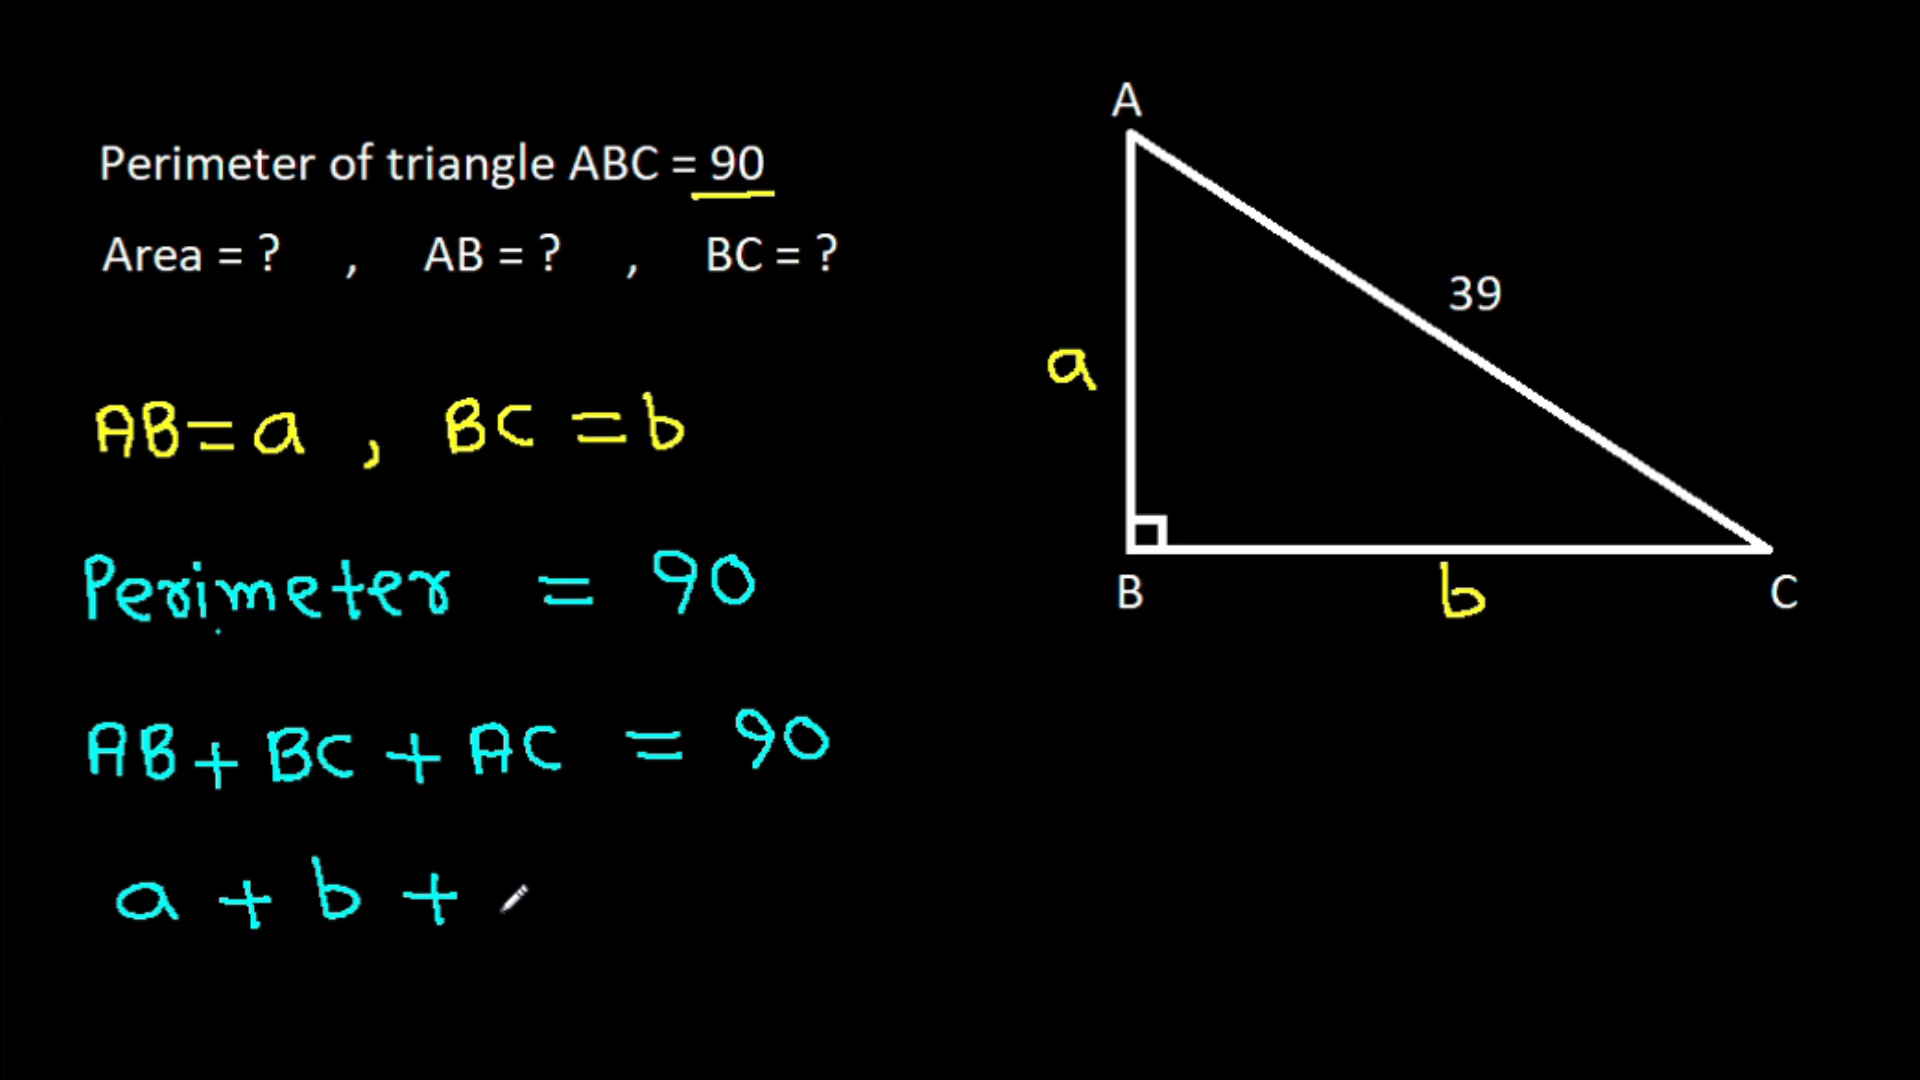 Perimeter of triangle ABC = 90
Area = ? , AB = ? , BC = ?
AB = a , BC = b
Perimeter = 90
AB + BC + AC = 90
a + b +
A
39
a
B
b
C